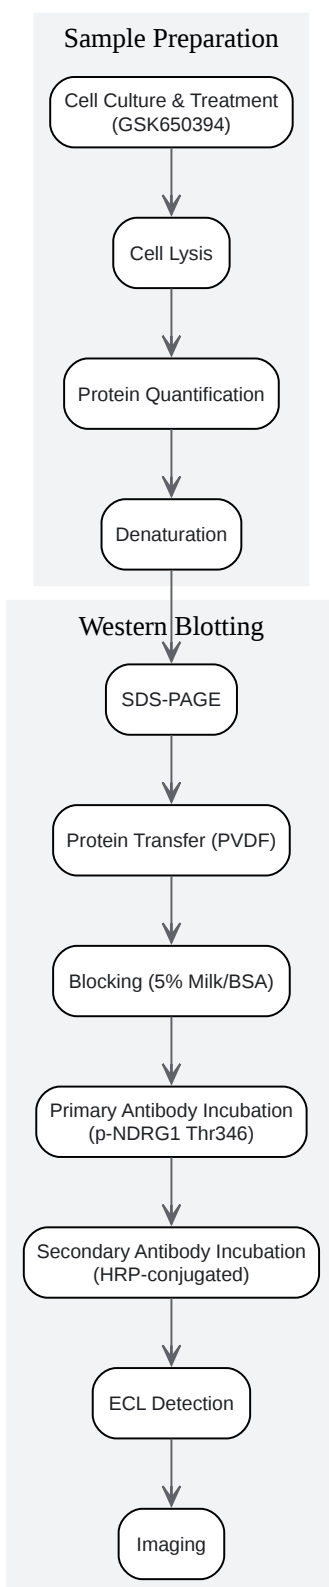 Sample Preparation
Cell Culture & Treatment
(GSK650394)
Cell Lysis
Protein Quantification
Denaturation
Western Blotting
SDS-PAGE
Protein Transfer (PVDF)
Blocking (5% Milk/BSA)
Primary Antibody Incubation
(p-NDRG1 Thr346)
Secondary Antibody Incubation
(HRP-conjugated)
ECL Detection
Imaging